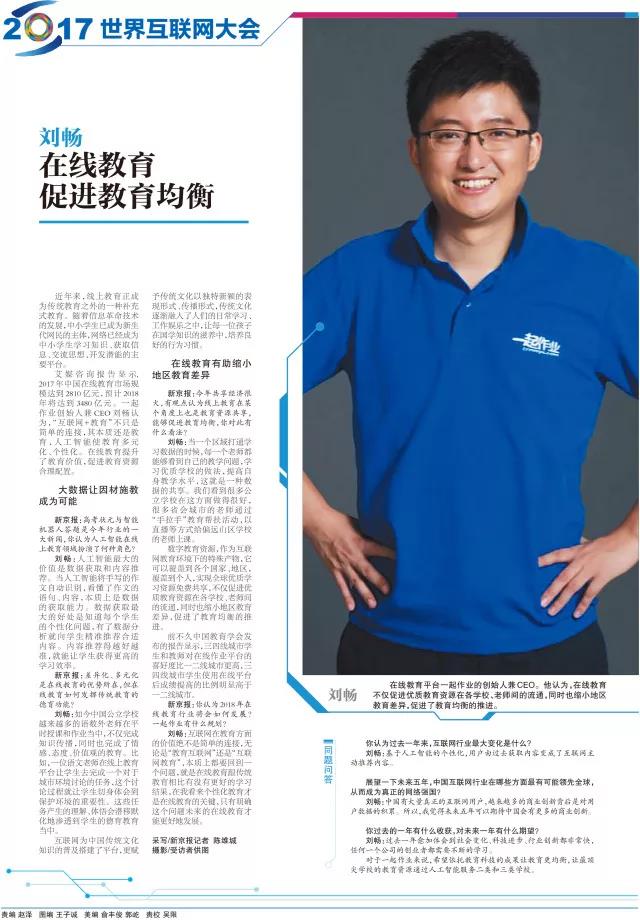 2017 世界互联网大会
刘畅
在线教育
促进教育均衡
近年来,线上教育正成
为传统教育之外的一种补充
式教育。随着信息革命技术
的发展,中小学生已成为新生
代网民的主体,网络已经成为
中小学生学习知识、获取信
息、交流思想、开发潜能的主
要平台。
艾媒咨询报告显示,
2017年中国在线教育市场规
模达到2810亿元,预计2018
年将达到3480亿元。一起
作业创始人兼CEO刘畅认
为,“互联网+教育”不只是
简单的连接,其本质还是教
育,人工智能使教育多元
化、个性化。在线教育提升
了教育价值,促进教育资源
合理配置。
大数据让因材施教
成为可能
新京报:高考状元与智能
机器人答题是今年行业的一
大新闻,你认为人工智能在线
上教育领域扮演了何种角色?
刘畅:人工智能最大的
价值是数据获取和内容推
荐。当人工智能将手写的作
文自动识别,看懂了作文的
语句、内容,本质上是数据
的获取能力。数据获取最
大的好处是知道每个学生
的个性化问题,有了数据分
析就向学生精准推荐合适
内容。内容推荐得越好越
准,就能让学生获得更高的
学习效率。
新京报:差异化、多元化
是在线教育的优势所在,但在
线教育如何发挥传统教育的
德育功能?
刘畅:如今中国公立学校
越来越多的语数外老师在平
时授课和作业当中,不仅完成
知识传播,同时也完成了情
感、态度、价值观的教育。比
如,一位语文老师在线上教育
平台让学生去完成一个对于
城市环境讨论的任务,这个讨
论过程就让学生切身体会到
保护环境的重要性。这些任
务产生的理解、体悟会潜移默
化地渗透到学生的德育教育
当中。
互联网为中国传统文化
知识的普及搭建了平台,更赋
予传统文化以独特新颖的表
现形式、传播形式,传统文化
逐渐融入了人们的日常学习、
工作娱乐之中,让每一位孩子
在国学知识的滋养中,培养良
好的行为习惯。
在线教育有助缩小
地区教育差异
新京报:今年共享经济很
火,有观点认为线上教育在某
个角度上也是教育资源共享,
能够促进教育均衡,你对此有
什么看法?
刘畅:当一个区域打通学
习数据的时候,每一个老师都
能够看到自己的教学问题,学
习优质学校的做法,提高自
身教学水平,这就是一种数
据的共享。我们看到很多公
立学校在这方面做得很好,
很多省会城市的老师通过
“手拉手”教育帮扶活动,以
直播等方式给偏远山区学校
的老师上课。
数字教育资源,作为互联
网教育环境下的特殊产物,它
可以覆盖到各个国家、地区,
覆盖到个人,实现全球优质学
习资源免费共享,不仅促进优
质教育资源在各学校、老师间
的流通,同时也缩小地区教育
差异,促进了教育均衡的推
进。
前不久中国教育学会发
布的报告显示,三四线城市学
生和教师对在线作业平台的
喜好度比一二线城市更高,三
四线城市学生使用在线平台
后成绩提高的比例明显高于
一二线城市。
新京报:你认为2018年在
线教育行业将会如何发展?
一起作业有什么规划?
刘畅:互联网在教育方面
的价值绝不是简单的连接,无
论是“教育互联网”还是“互联
网教育”,本质上都要回到一
个问题,就是在线教育跟传统
教育相比有没有更好的学习
结果,在我看来个性化教育才
是在线教育的关键,只有明确
这个问题未来的在线教育才
能更好地发展。
采写/新京报记者 陈维城
摄影/受访者供图
一起作业
刘畅
在线教育平台一起作业的创始人兼CEO。他认为,在线教育
不仅促进优质教育资源在各学校、老师间的流通,同时也缩小地区
教育差异,促进了教育均衡的推进。
同题问答
你认为过去一年来,互联网行业最大变化是什么?
刘畅:基于人工智能的个性化,用户由过去获取内容变成了互联网主
动推荐内容。
展望一下未来五年,中国互联网行业在哪些方面最有可能领先全球,
从而成为真正的网络强国?
刘畅:中国有大量真正的互联网用户,越来越多的商业创新背后是对用
户数据的积累。所以,我觉得未来五年可以期待中国会有更多的商业创新。
你过去的一年有什么收获,对未来一年有什么期望?
刘畅:过去一年愈加体会到社会变化、科技进步、行业创新都非常快,
任何一个公司的创业者都需要不断的学习。
对于一起作业来说,希望依托教育科技的成果让教育更均衡,让最顶
尖学校的教育资源通过人工智能服务二类和三类学校。
责编 赵泽 图编 王子诚 美编 俞丰俊 郭屹 责校 吴限